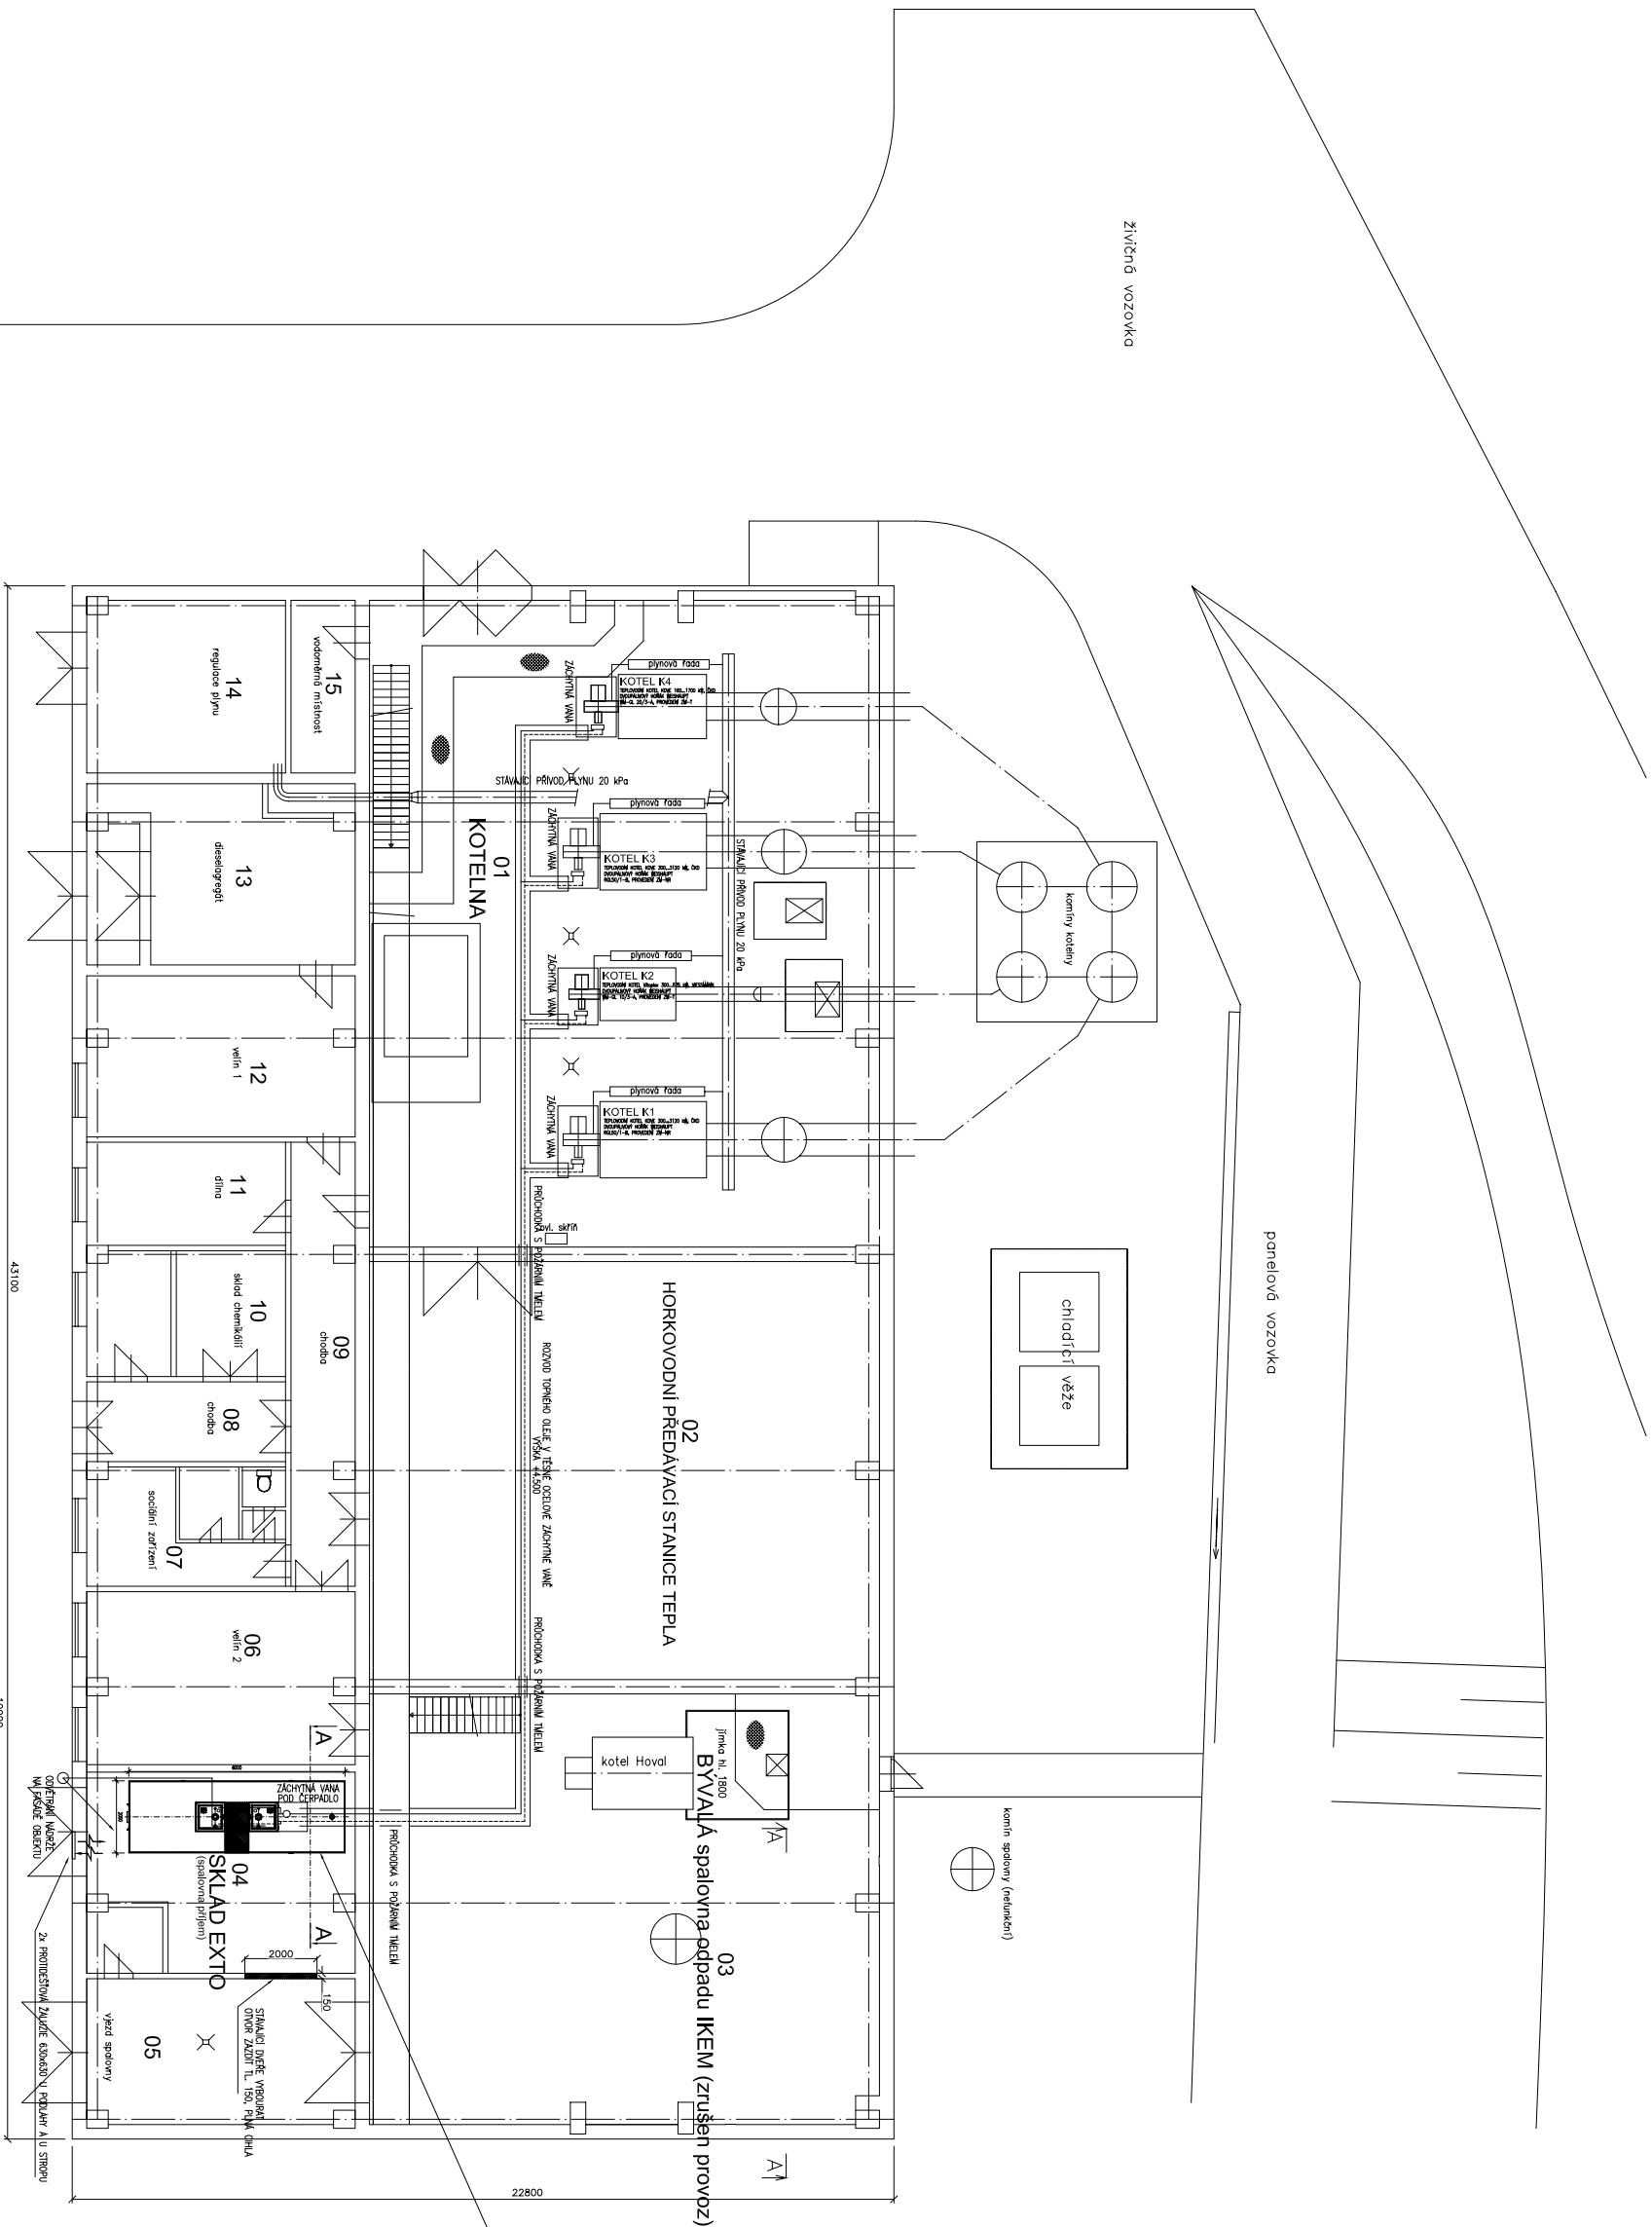 živičná vozovka
panelová vozovka
komíny kotelny
chladící věže
komín spalovny (nefunkční)
plynová řada
KOTEL K4
ZÁCHYTNÁ VANA
STÁVAJÍCÍ PŘÍVOD PLYNU 20 kPa
plynová řada
KOTEL K3
ZÁCHYTNÁ VANA
STÁVAJÍCÍ PŘÍVOD PLYNU 20 kPa
plynová řada
KOTEL K2
ZÁCHYTNÁ VANA
plynová řada
KOTEL K1
ZÁCHYTNÁ VANA
01
KOTELNA
ovl. skříň
PRŮCHODKA S POŽÁRNÍM TMELEM
02
HORKOVODNÍ PŘEDÁVACÍ STANICE TEPLA
ROZVOD TOPNÉHO OLEJE V TĚSNÉ OCELOVÉ ZÁCHYTNÉ VANĚ
VÝŠKA +4,500
PRŮCHODKA S POŽÁRNÍM TMELEM
03
BÝVALÁ spalovna odpadu IKEM (zrušen provoz)
jímka hl. 1800
kotel Hoval
PRŮCHODKA S POŽÁRNÍM TMELEM
A
A
A
A
15
vodoměrná místnost
14
regulace plynu
13
dieselagregát
12
velín 1
11
dílna
10
sklad chemikálií
09
chodba
08
chodba
07
sociální zařízení
06
velín 2
ZÁCHYTNÁ VANA
POD ČERPADLO
04
SKLAD EXTO
(spalovna příjem)
2000
150
STÁVAJÍCÍ DVEŘE VYBOURAT
OTVOR ZAZDÍT TL. 150, PLNÁ CIHLA
05
vjezd spalovny
ODVĚTRÁNÍ NÁDRŽE
NA FASÁDĚ OBJEKTU
2x PROTIDEŠŤOVÁ ŽALUZIE 630x630 U PODLAHY A U STROPU
43100
22800